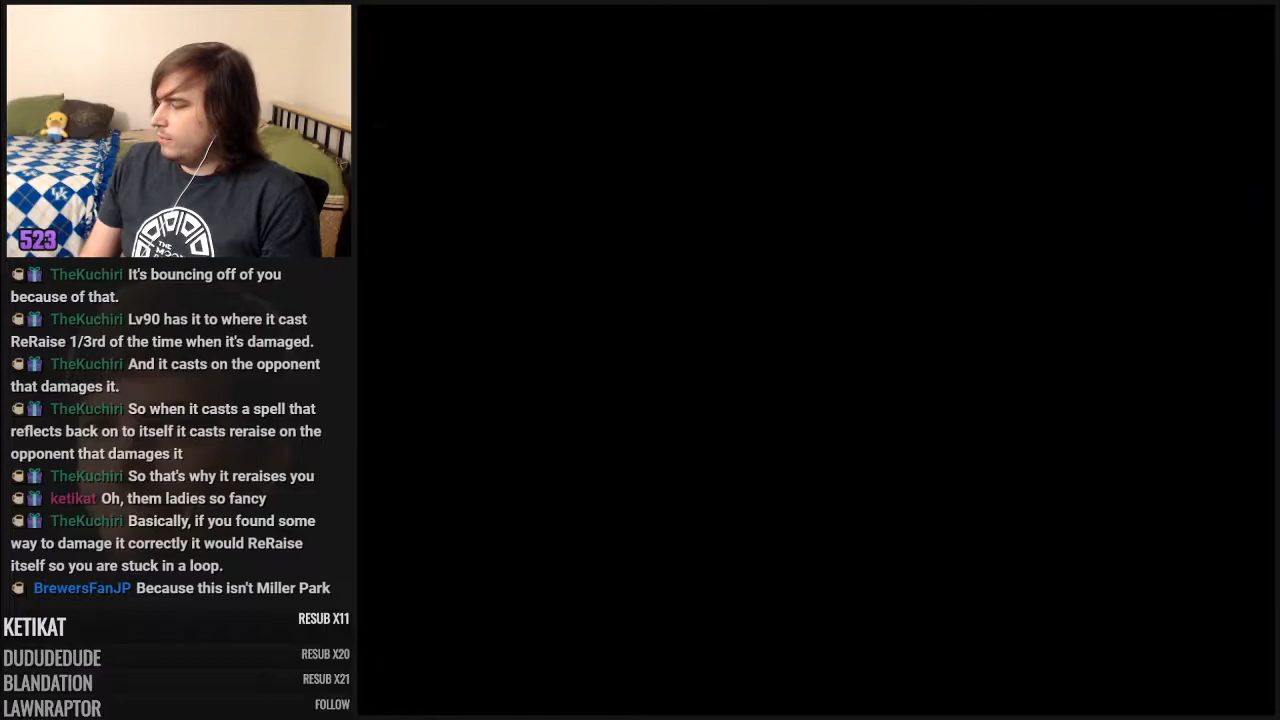 UK
523
THE
MOON
TheKuchiri It's bouncing off of you
because of that.
TheKuchiri Lv90 has it to where it cast
ReRaise 1/3rd of the time when it's damaged.
TheKuchiri And it casts on the opponent
that damages it.
TheKuchiri So when it casts a spell that
reflects back on to itself it casts reraise on the
opponent that damages it
TheKuchiri So that's why it reraises you
ketikat Oh, them ladies so fancy
TheKuchiri Basically, if you found some
way to damage it correctly it would ReRaise
itself so you are stuck in a loop.
BrewersFanJP Because this isn't Miller Park
KETIKAT RESUB X11
DUDUDEDUDE RESUB X20
BLANDATION RESUB X21
LAWNRAPTOR FOLLOW